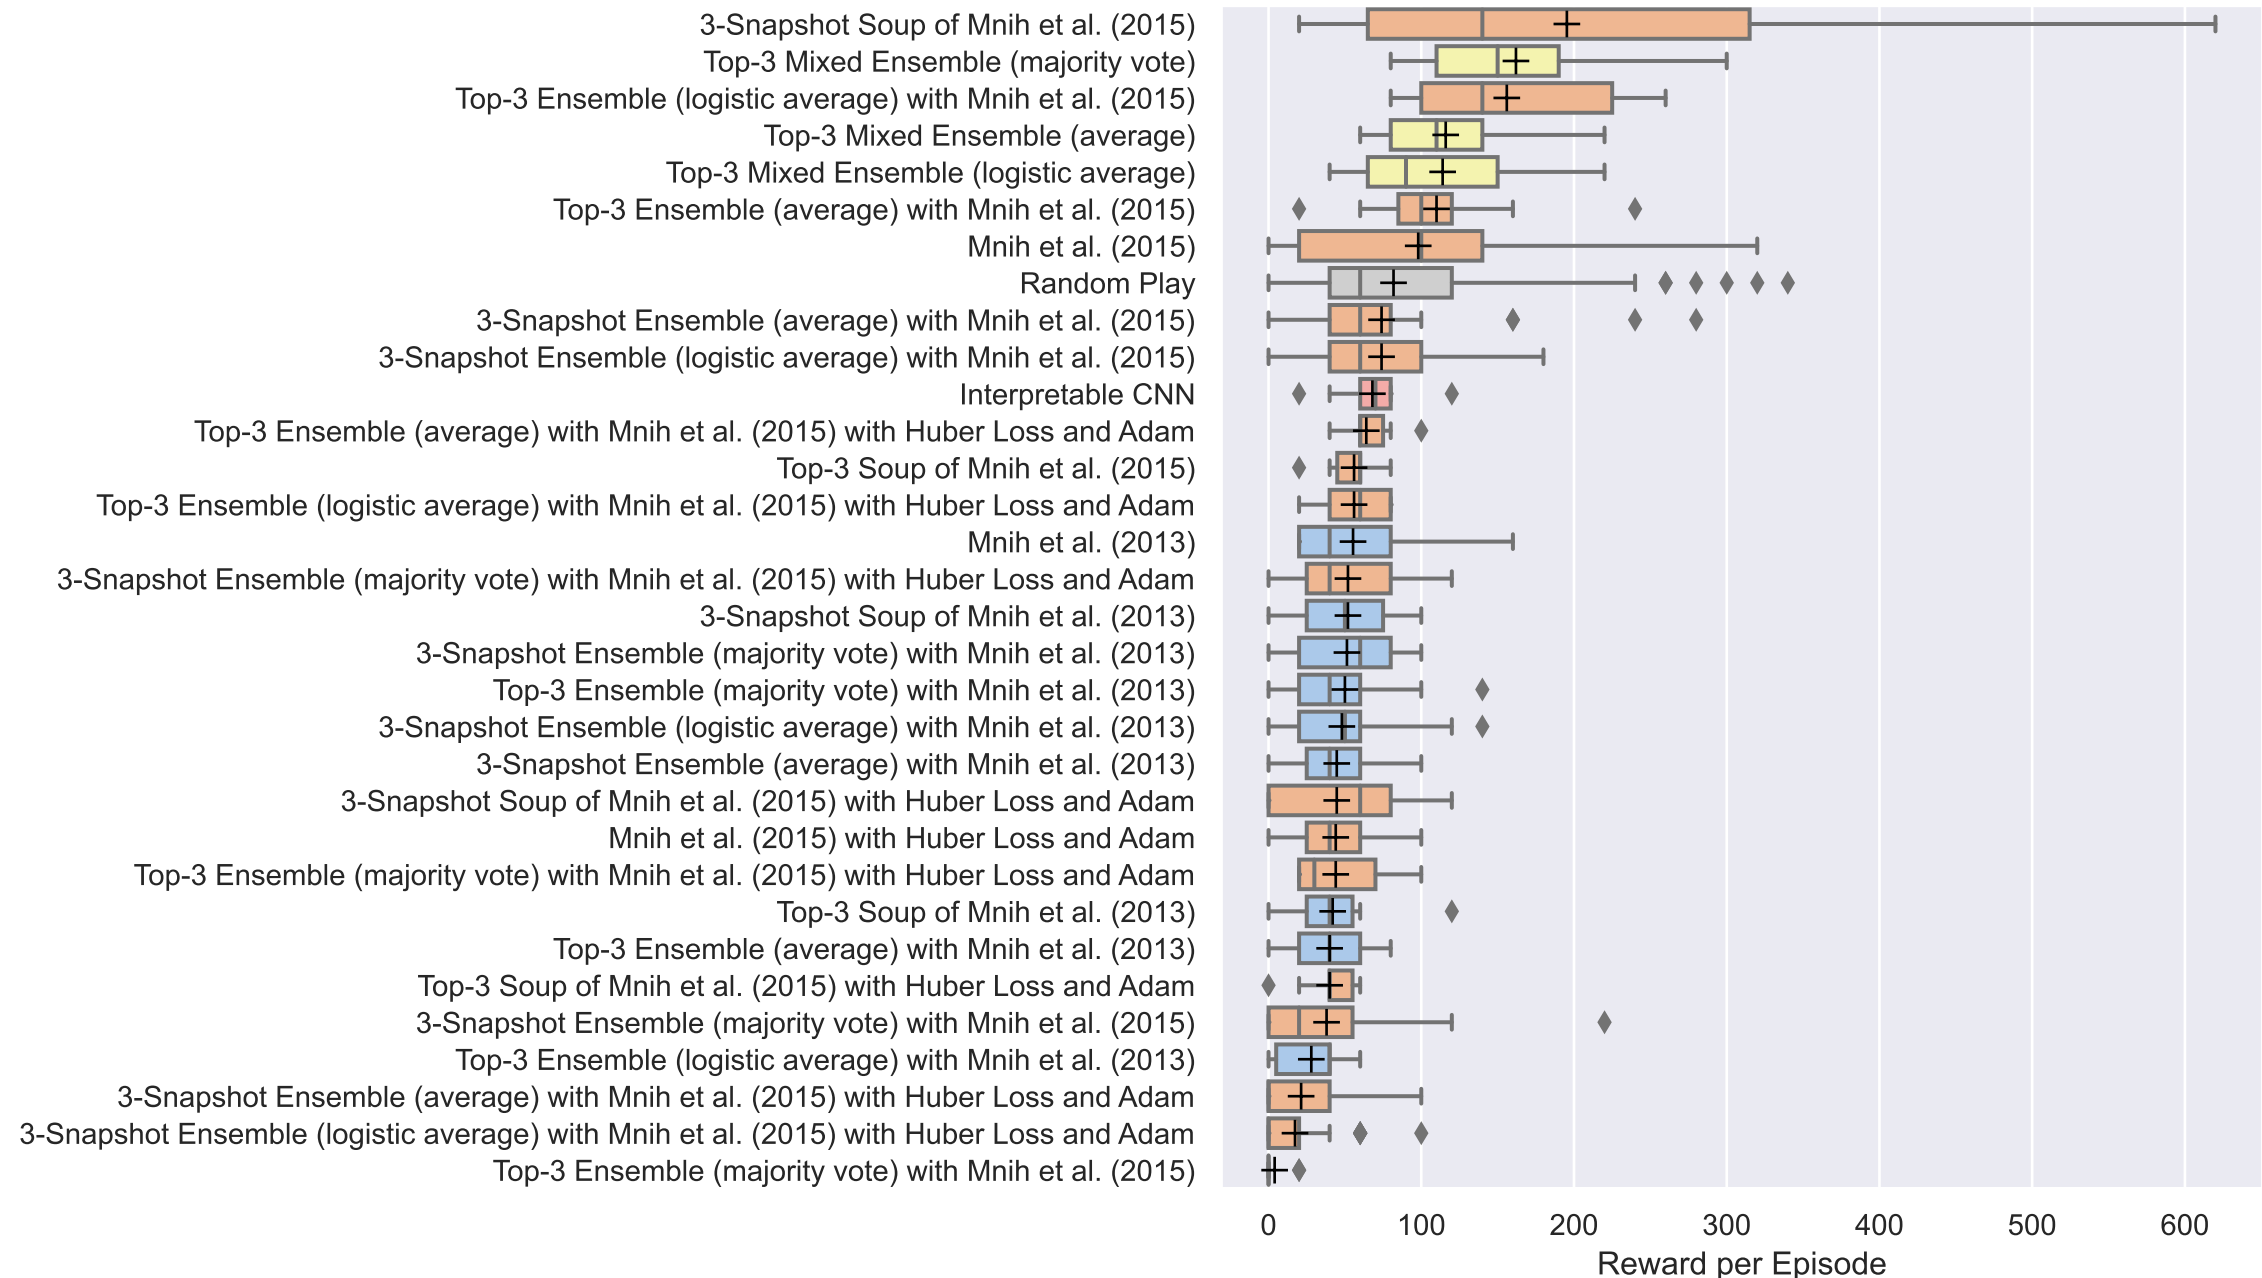 3-Snapshot Soup of Mnih et al. (2015)
Top-3 Mixed Ensemble (majority vote)
Top-3 Ensemble (logistic average) with Mnih et al. (2015)
Top-3 Mixed Ensemble (average)
Top-3 Mixed Ensemble (logistic average)
Top-3 Ensemble (average) with Mnih et al. (2015)
Mnih et al. (2015)
Random Play
3-Snapshot Ensemble (average) with Mnih et al. (2015)
3-Snapshot Ensemble (logistic average) with Mnih et al. (2015)
Interpretable CNN
Top-3 Ensemble (average) with Mnih et al. (2015) with Huber Loss and Adam
Top-3 Soup of Mnih et al. (2015)
Top-3 Ensemble (logistic average) with Mnih et al. (2015) with Huber Loss and Adam
Mnih et al. (2013)
3-Snapshot Ensemble (majority vote) with Mnih et al. (2015) with Huber Loss and Adam
3-Snapshot Soup of Mnih et al. (2013)
3-Snapshot Ensemble (majority vote) with Mnih et al. (2013)
Top-3 Ensemble (majority vote) with Mnih et al. (2013)
3-Snapshot Ensemble (logistic average) with Mnih et al. (2013)
3-Snapshot Ensemble (average) with Mnih et al. (2013)
3-Snapshot Soup of Mnih et al. (2015) with Huber Loss and Adam
Mnih et al. (2015) with Huber Loss and Adam
Top-3 Ensemble (majority vote) with Mnih et al. (2015) with Huber Loss and Adam
Top-3 Soup of Mnih et al. (2013)
Top-3 Ensemble (average) with Mnih et al. (2013)
Top-3 Soup of Mnih et al. (2015) with Huber Loss and Adam
3-Snapshot Ensemble (majority vote) with Mnih et al. (2015)
Top-3 Ensemble (logistic average) with Mnih et al. (2013)
3-Snapshot Ensemble (average) with Mnih et al. (2015) with Huber Loss and Adam
3-Snapshot Ensemble (logistic average) with Mnih et al. (2015) with Huber Loss and Adam
Top-3 Ensemble (majority vote) with Mnih et al. (2015)
0 100 200 300 400 500 600
Reward per Episode